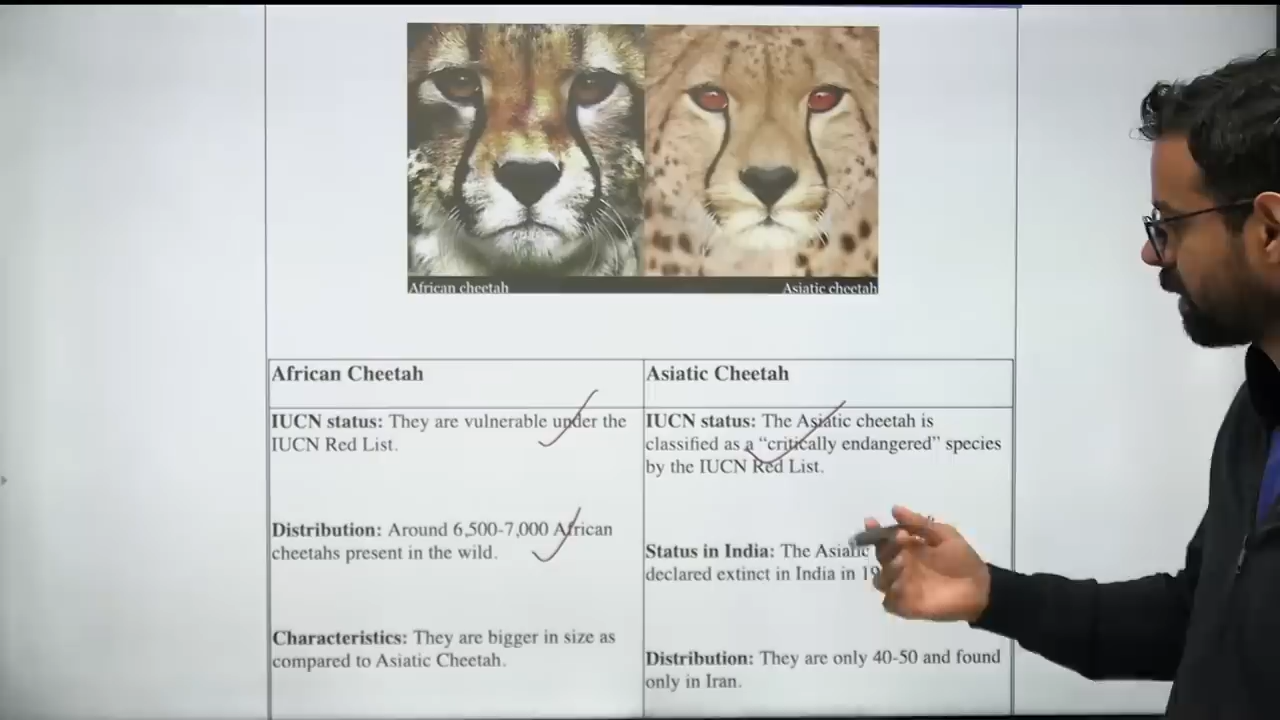 African cheetah
Asiatic cheetah
African Cheetah
Asiatic Cheetah
IUCN status: They are vulnerable under the
IUCN Red List.
IUCN status: The Asiatic cheetah is
classified as a “critically endangered” species
by the IUCN Red List.
Distribution: Around 6,500-7,000 African
cheetahs present in the wild.
Status in India: The Asiatic
declared extinct in India in
Characteristics: They are bigger in size as
compared to Asiatic Cheetah.
Distribution: They are only 40-50 and found
only in Iran.